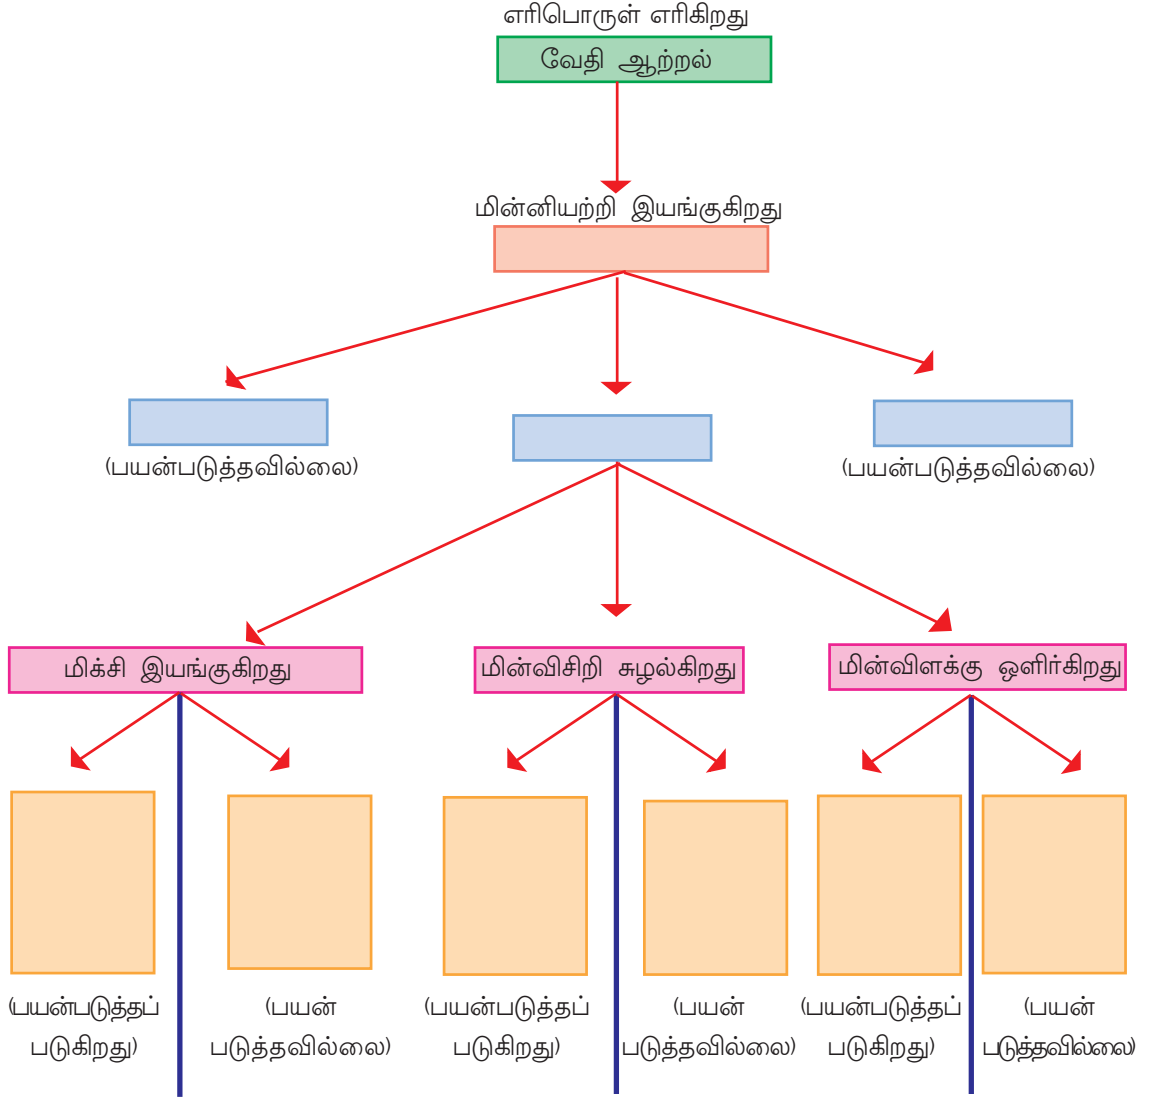 எரிபொருள் எரிகிறது
வேதி ஆற்றல்
மின்னியற்றி இயங்குகிறது
(பயன்படுத்தவில்லை)
(பயன்படுத்தவில்லை)
மிக்சி இயங்குகிறது
மின்விசிறி சுழல்கிறது
மின்விளக்கு ஒளிர்கிறது
(பயன்படுத்தப்
படுகிறது)
(பயன்
படுத்தவில்லை)
(பயன்படுத்தப்
படுகிறது)
(பயன்
படுத்தவில்லை)
(பயன்படுத்தப்
படுகிறது)
(பயன்
படுத்தவில்லை)